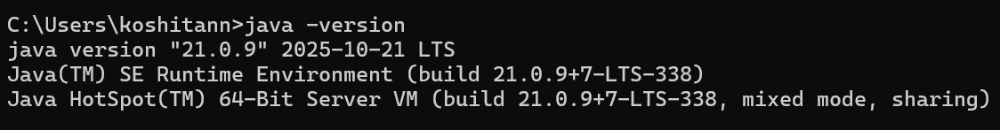 C:\Users\koshitann>java -version
java version "21.0.9" 2025-10-21 LTS
Java(TM) SE Runtime Environment (build 21.0.9+7-LTS-338)
Java HotSpot(TM) 64-Bit Server VM (build 21.0.9+7-LTS-338, mixed mode, sharing)